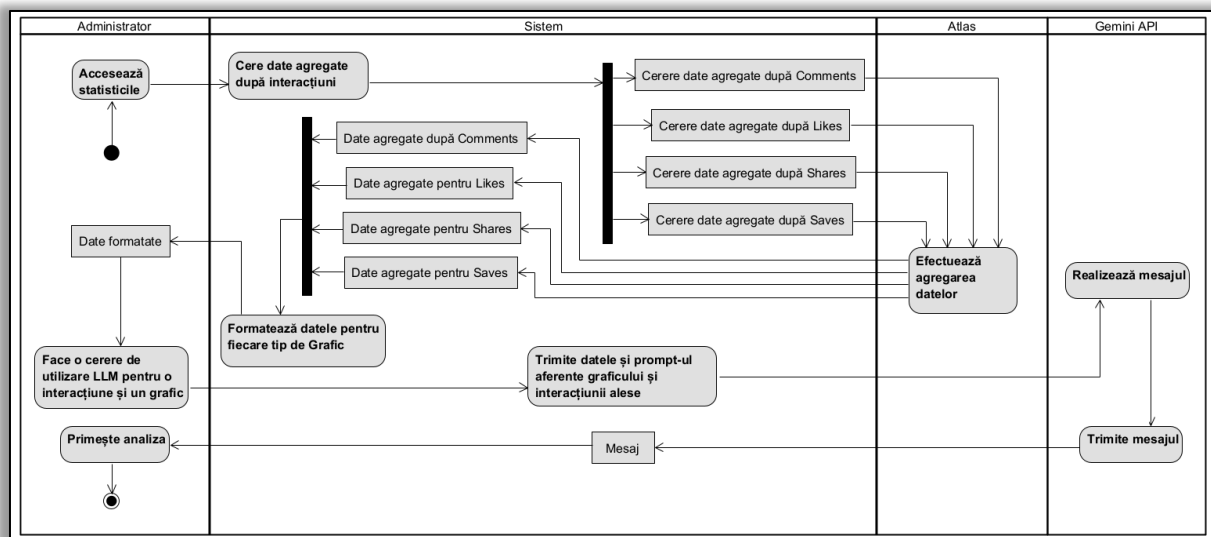 Administrator
Sistem
Atlas
Gemini API
Accesează
statisticile
Cere date agregate
după interacțiuni
Cerere date agregate după Comments
Cerere date agregate după Likes
Cerere date agregate după Shares
Cerere date agregate după Saves
Date agregate după Comments
Date agregate pentru Likes
Date agregate pentru Shares
Date agregate pentru Saves
Efectuează
agregarea
datelor
Date formatate
Formatează datele pentru
fiecare tip de Grafic
Realizează mesajul
Face o cerere de
utilizare LLM pentru o
interacțiune și un grafic
Trimite datele și prompt-ul
aferente graficului și
interacțiunii alese
Primește analiza
Mesaj
Trimite mesajul